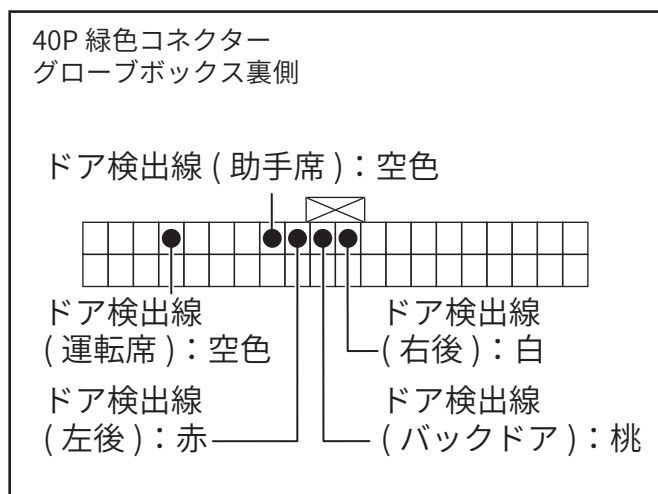 40P 緑色コネクター
グローブボックス裏側
ドア検出線 ( 助手席 )：空色
ドア検出線
( 運転席 )：空色
ドア検出線
( 右後 )：白
ドア検出線
( 左後 )：赤
ドア検出線
( バックドア )：桃